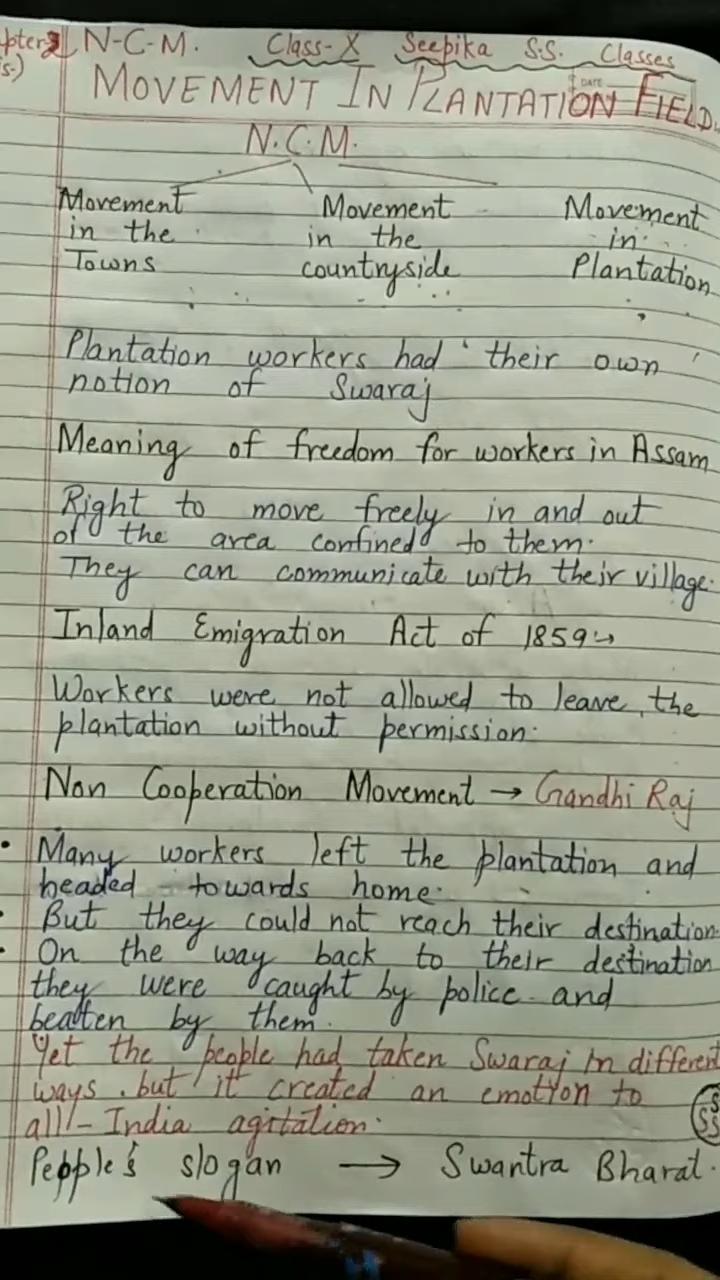 N-C-M. Class-X Seepika S.S. Classes
MOVEMENT IN PLANTATION FIELD.
DATE
N.C.M.
Movement Movement Movement
in the in the in
Towns countryside Plantation
Plantation workers had their own
notion of Swaraj
Meaning of freedom for workers in Assam
Right to move freely in and out
of the area confined to them.
They can communicate with their village.
Inland Emigration Act of 1859→
Workers were not allowed to leave the
plantation without permission.
Non Cooperation Movement → Gandhi Raj
• Many workers left the plantation and
headed towards home.
• But they could not reach their destination
• On the way back to their destination
they were caught by police and
beatten by them.
Yet the people had taken Swaraj in different
ways. but it created an emotion to
all- India agitation.
People's slogan → Swantra Bharat.